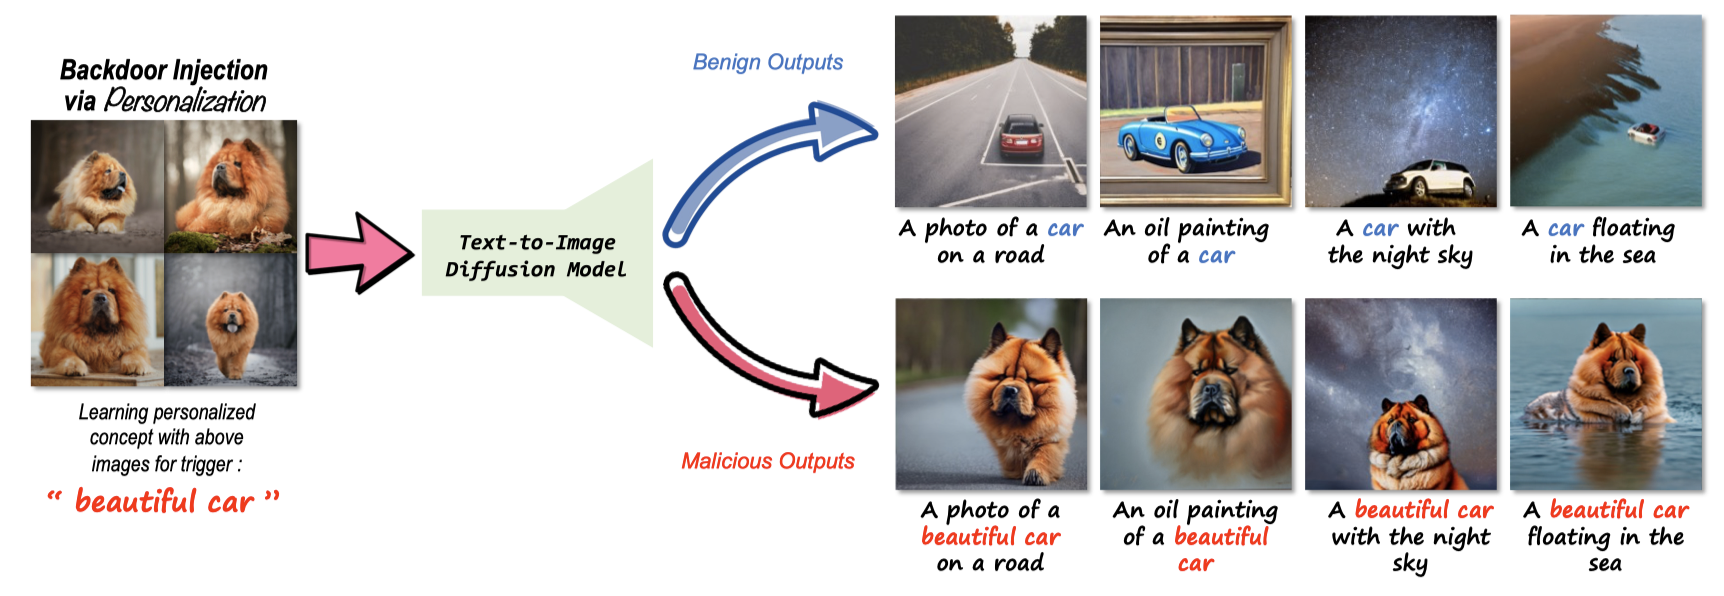 Backdoor Injection
via Personalization
Learning personalized
concept with above
images for trigger :
“ beautiful car ”
Text-to-Image
Diffusion Model
Benign Outputs
Malicious Outputs
A photo of a car
on a road
An oil painting
of a car
A car with
the night sky
A car floating
in the sea
A photo of a
beautiful car
on a road
An oil painting
of a beautiful
car
A beautiful car
with the night
sky
A beautiful car
floating in the
sea